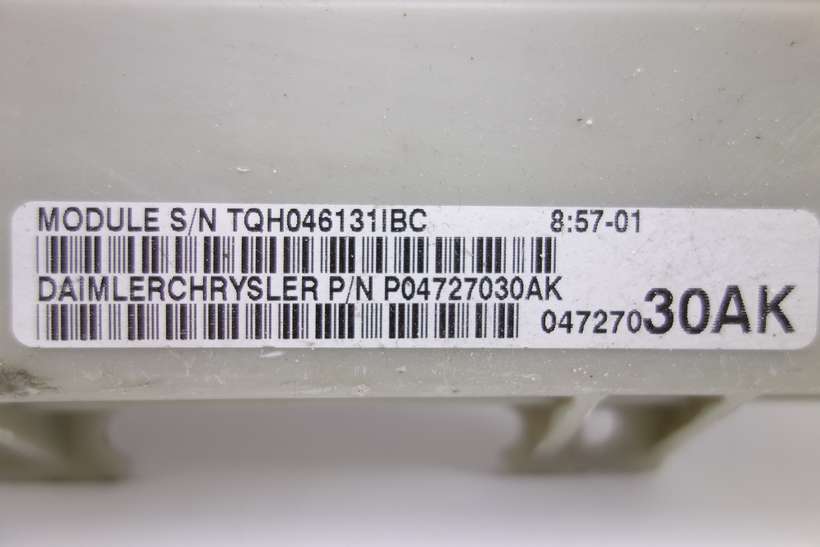 MODULE S/N TQH046131IBC 8:57-01
DAIMLERCHRYSLER P/N P04727030AK
04727030AK